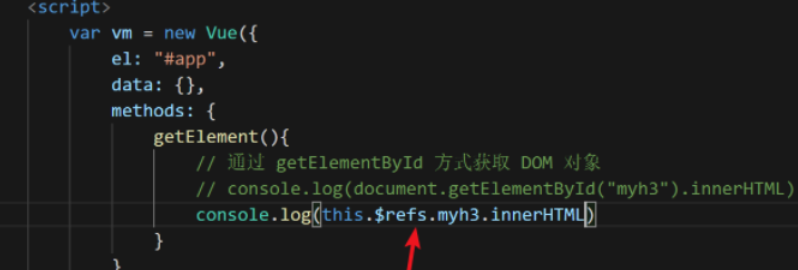 <script>
var vm = new Vue({
el: "#app",
data: {},
methods: {
getElement(){
// 通过 getElementById 方式获取 DOM 对象
// console.log(document.getElementById("myh3").innerHTML)
console.log(this.$refs.myh3.innerHTML)
}
}